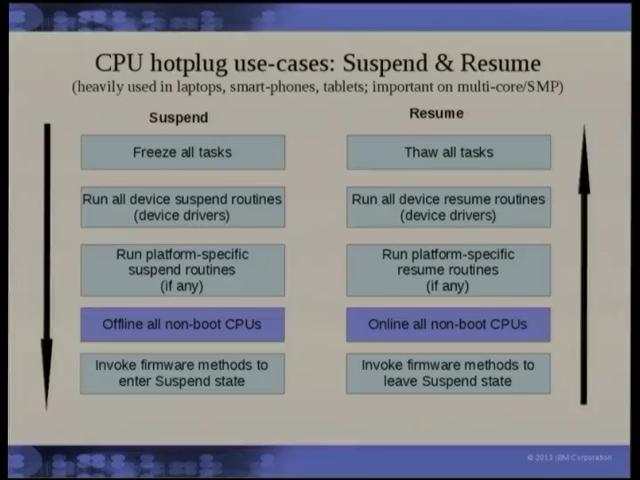 CPU hotplug use-cases: Suspend & Resume
(heavily used in laptops, smart-phones, tablets; important on multi-core/SMP)
Suspend
Freeze all tasks
Run all device suspend routines
(device drivers)
Run platform-specific
suspend routines
(if any)
Offline all non-boot CPUs
Invoke firmware methods to
enter Suspend state
Resume
Thaw all tasks
Run all device resume routines
(device drivers)
Run platform-specific
resume routines
(if any)
Online all non-boot CPUs
Invoke firmware methods to
leave Suspend state
© 2013 IBM Corporation